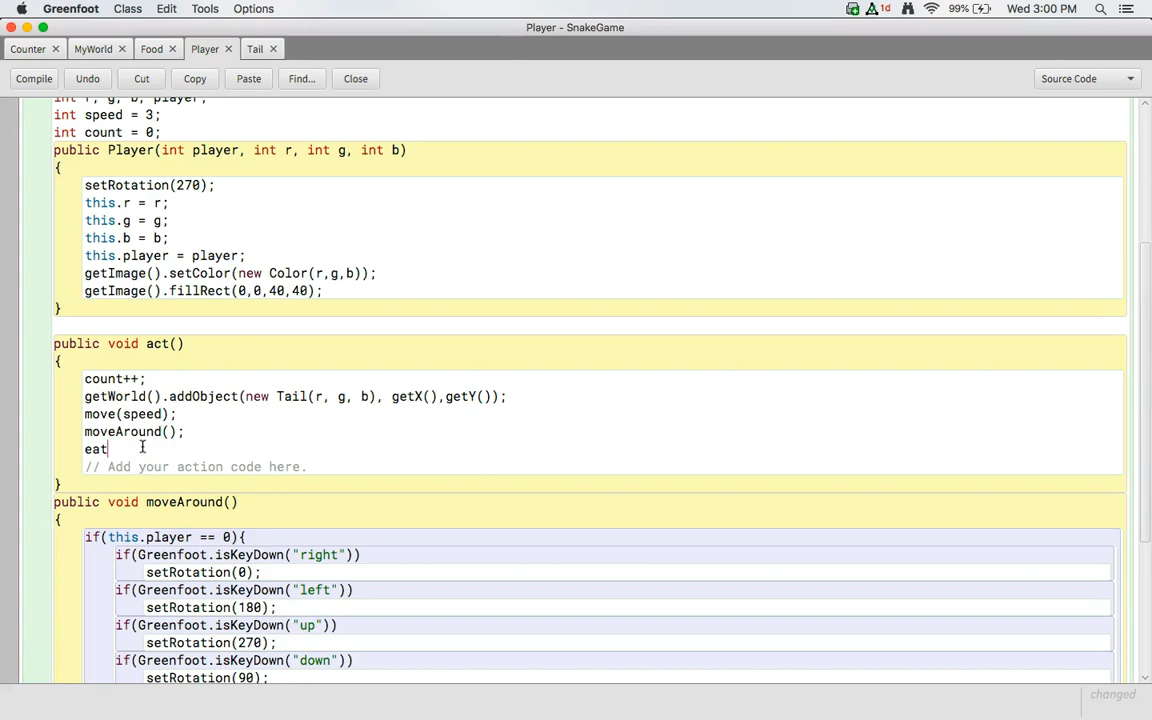 Greenfoot Class Edit Tools Options 1d 99% Wed 3:00 PM
Player - SnakeGame
Counter MyWorld Food Player Tail
Compile Undo Cut Copy Paste Find... Close Source Code
int r, g, b, player;
int speed = 3;
int count = 0;
public Player(int player, int r, int g, int b)
{
setRotation(270);
this.r = r;
this.g = g;
this.b = b;
this.player = player;
getImage().setColor(new Color(r,g,b));
getImage().fillRect(0,0,40,40);
}
public void act()
{
count++;
getWorld().addObject(new Tail(r, g, b), getX(),getY());
move(speed);
moveAround();
eat
// Add your action code here.
}
public void moveAround()
{
if(this.player == 0){
if(Greenfoot.isKeyDown("right"))
setRotation(0);
if(Greenfoot.isKeyDown("left"))
setRotation(180);
if(Greenfoot.isKeyDown("up"))
setRotation(270);
if(Greenfoot.isKeyDown("down"))
setRotation(90);
changed